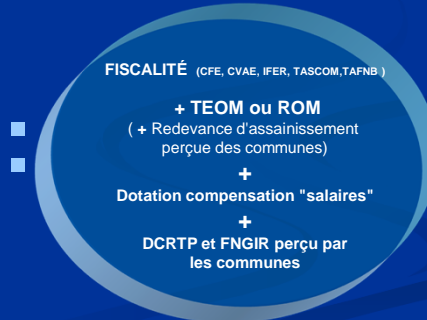 FISCALITÉ (CFE, CVAE, IFER, TASCOM,TAFNB )
+ TEOM ou ROM
( + Redevance d'assainissement
perçue des communes)
+
Dotation compensation "salaires"
+
DCRTP et FNGIR perçu par
les communes